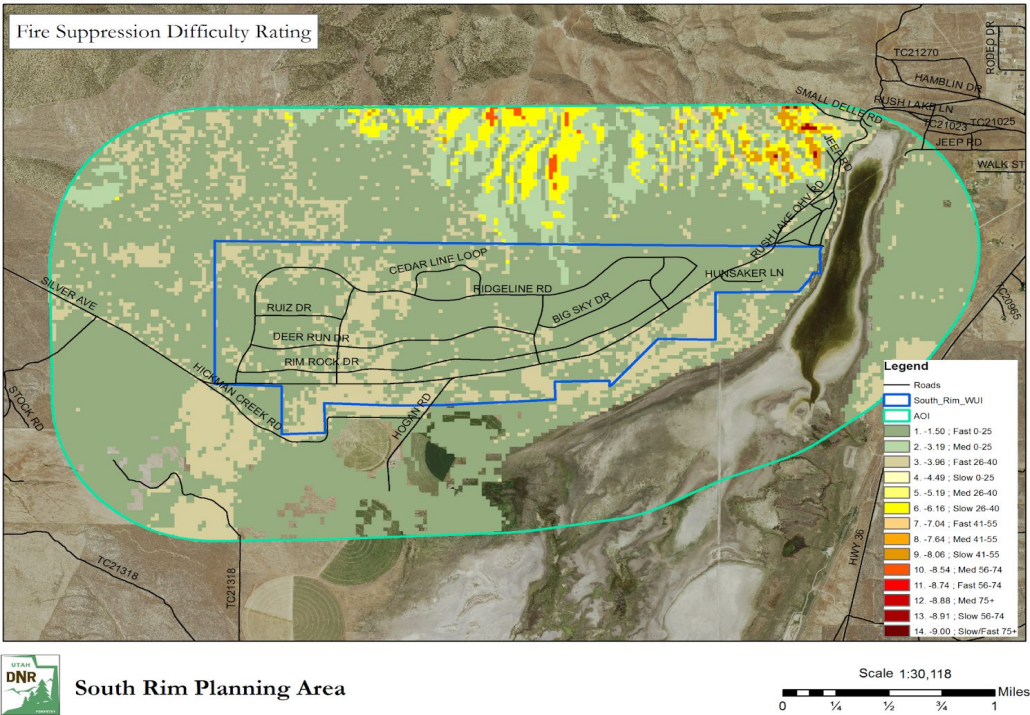 Fire Suppression Difficulty Rating
TC21270
RODEO DR
HAMBLIN DR
SMALL DELLE RD
RUSH LAKE LN
TC21023
TC21025
JEEP RD
JEEP RD
WALK ST
RUSH LAKE OHV RD
CEDAR LINE LOOP
HUNSAKER LN
RIDGELINE RD
SILVER AVE
TC20965
RUIZ DR
BIG SKY DR
DEER RUN DR
RIM ROCK DR
HICKMAN CREEK RD
STOCK RD
HOGAN RD
HWY 36
TC21318
TC21318
Legend
Roads
South_Rim_WUI
AOI
1. -1.50 ; Fast 0-25
2. -3.19 ; Med 0-25
3. -3.96 ; Fast 26-40
4. -4.49 ; Slow 0-25
5. -5.19 ; Med 26-40
6. -6.16 ; Slow 26-40
7. -7.04 ; Fast 41-55
8. -7.64 ; Med 41-55
9. -8.06 ; Slow 41-55
10. -8.54 ; Med 56-74
11. -8.74 ; Fast 56-74
12. -8.88 ; Med 75+
13. -8.91 ; Slow 56-74
14. -9.00 ; Slow/Fast 75+
UTAH
DNR
FORESTRY
South Rim Planning Area
Scale 1:30,118
Miles
0 ¼ ½ ¾ 1